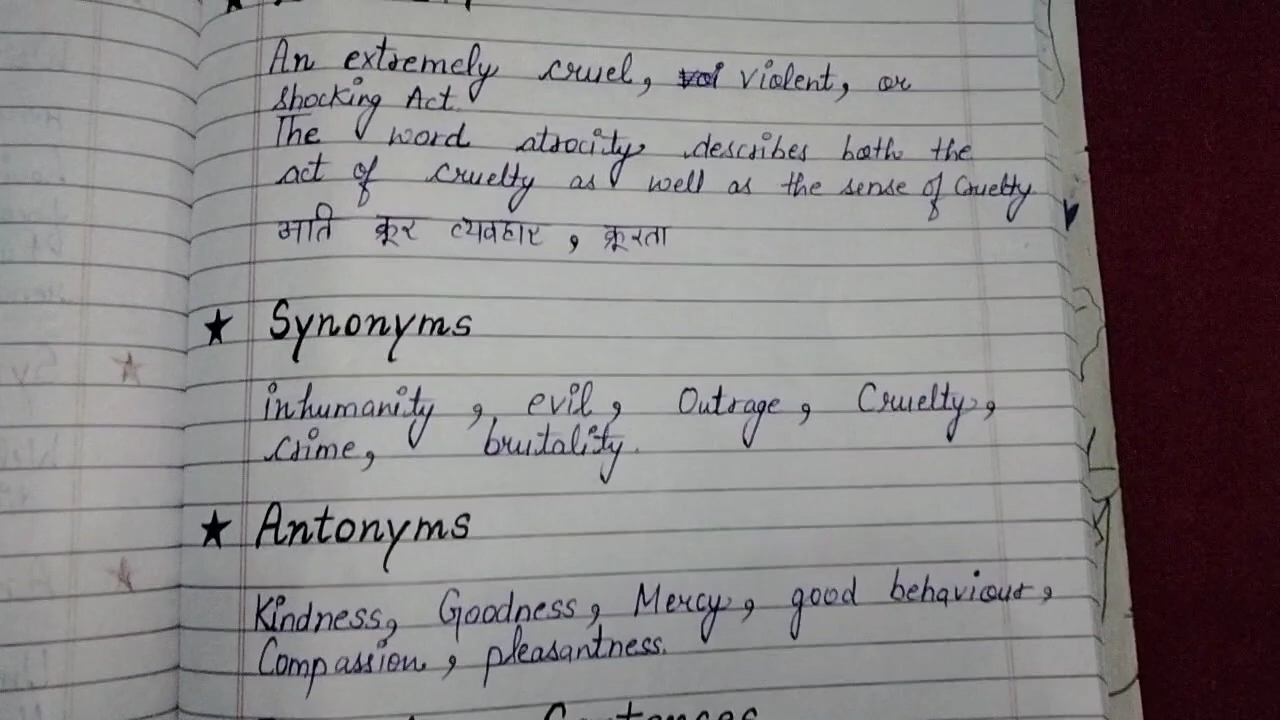 An extremely cruel, violent, or
shocking Act.
The word atrocity describes both the
act of cruelty as well as the sense of Cruelty
आति क्रूर व्यवहार, क्रूरता
★ Synonyms
inhumanity, evil, Outrage, Cruelty,
crime, brutality.
★ Antonyms
Kindness, Goodness, Mercy, good behaviour,
Compassion, pleasantness.
Sentences